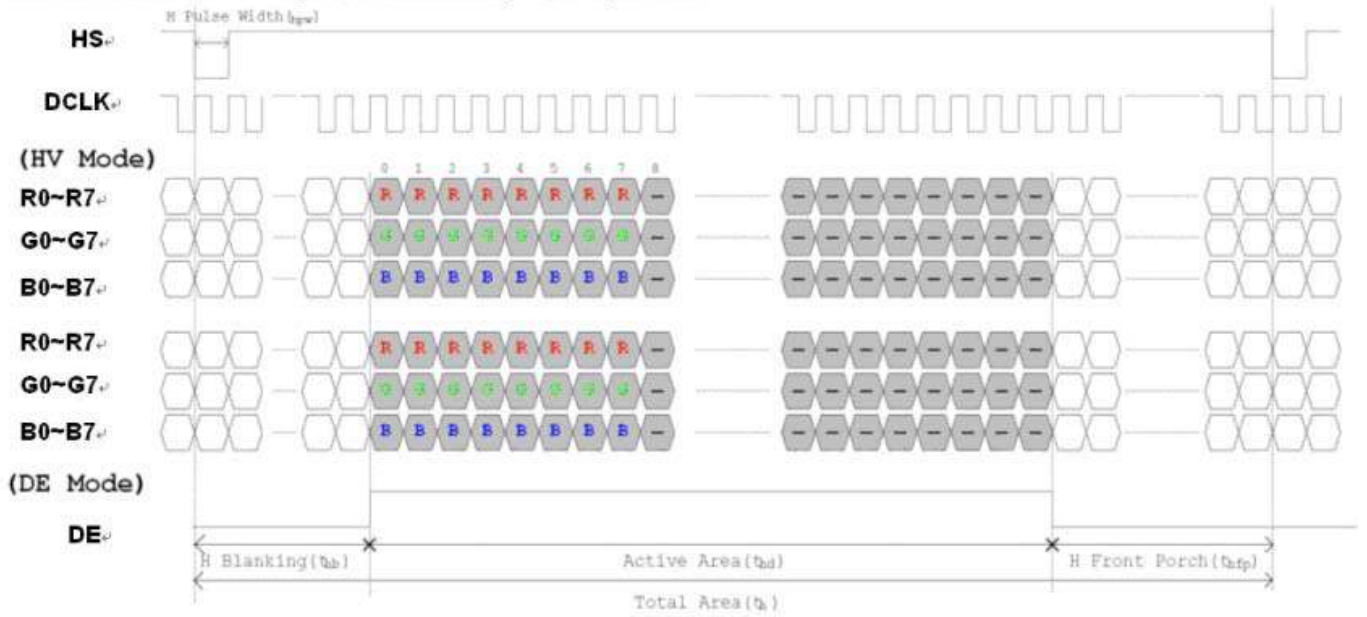 H Pulse Width(thpw)
HS
DCLK
(HV Mode)
0 1 2 3 4 5 6 7 8
R0~R7 R R R R R R R R - - - - - - - - -
G0~G7 G G G G G G G G - - - - - - - - -
B0~B7 B B B B B B B B - - - - - - - - -
R0~R7 R R R R R R R R - - - - - - - - -
G0~G7 G G G G G G G G - - - - - - - - -
B0~B7 B B B B B B B B - - - - - - - - -
(DE Mode)
DE
H Blanking(thb) Active Area(thd) H Front Porch(thfp)
Total Area(th)